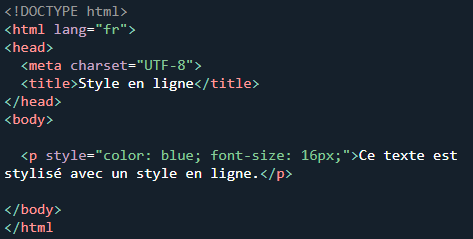 <!DOCTYPE html>
<html lang="fr">
<head>
  <meta charset="UTF-8">
  <title>Style en ligne</title>
</head>
<body>

  <p style="color: blue; font-size: 16px;">Ce texte est
stylisé avec un style en ligne.</p>

</body>
</html